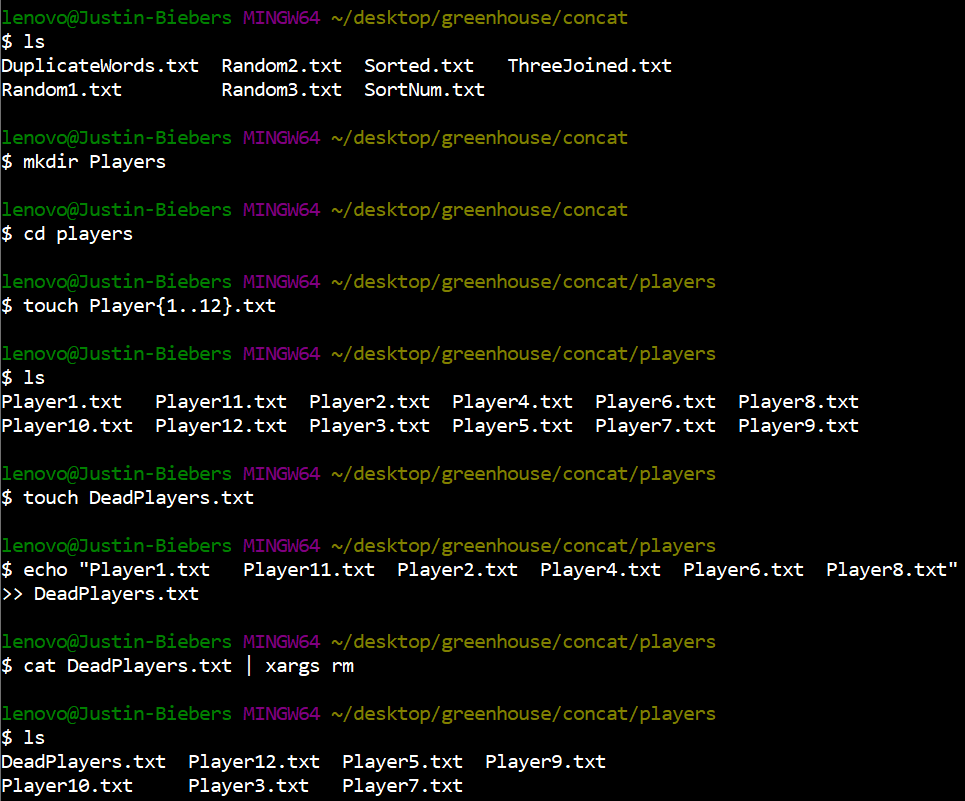 lenovo@Justin-Biebers MINGW64 ~/desktop/greenhouse/concat
$ ls
DuplicateWords.txt  Random2.txt  Sorted.txt   ThreeJoined.txt
Random1.txt         Random3.txt  SortNum.txt
lenovo@Justin-Biebers MINGW64 ~/desktop/greenhouse/concat
$ mkdir Players
lenovo@Justin-Biebers MINGW64 ~/desktop/greenhouse/concat
$ cd players
lenovo@Justin-Biebers MINGW64 ~/desktop/greenhouse/concat/players
$ touch Player{1..12}.txt
lenovo@Justin-Biebers MINGW64 ~/desktop/greenhouse/concat/players
$ ls
Player1.txt   Player11.txt  Player2.txt  Player4.txt  Player6.txt  Player8.txt
Player10.txt  Player12.txt  Player3.txt  Player5.txt  Player7.txt  Player9.txt
lenovo@Justin-Biebers MINGW64 ~/desktop/greenhouse/concat/players
$ touch DeadPlayers.txt
lenovo@Justin-Biebers MINGW64 ~/desktop/greenhouse/concat/players
$ echo "Player1.txt   Player11.txt  Player2.txt  Player4.txt  Player6.txt  Player8.txt"
>> DeadPlayers.txt
lenovo@Justin-Biebers MINGW64 ~/desktop/greenhouse/concat/players
$ cat DeadPlayers.txt | xargs rm
lenovo@Justin-Biebers MINGW64 ~/desktop/greenhouse/concat/players
$ ls
DeadPlayers.txt  Player12.txt  Player5.txt  Player9.txt
Player10.txt     Player3.txt   Player7.txt